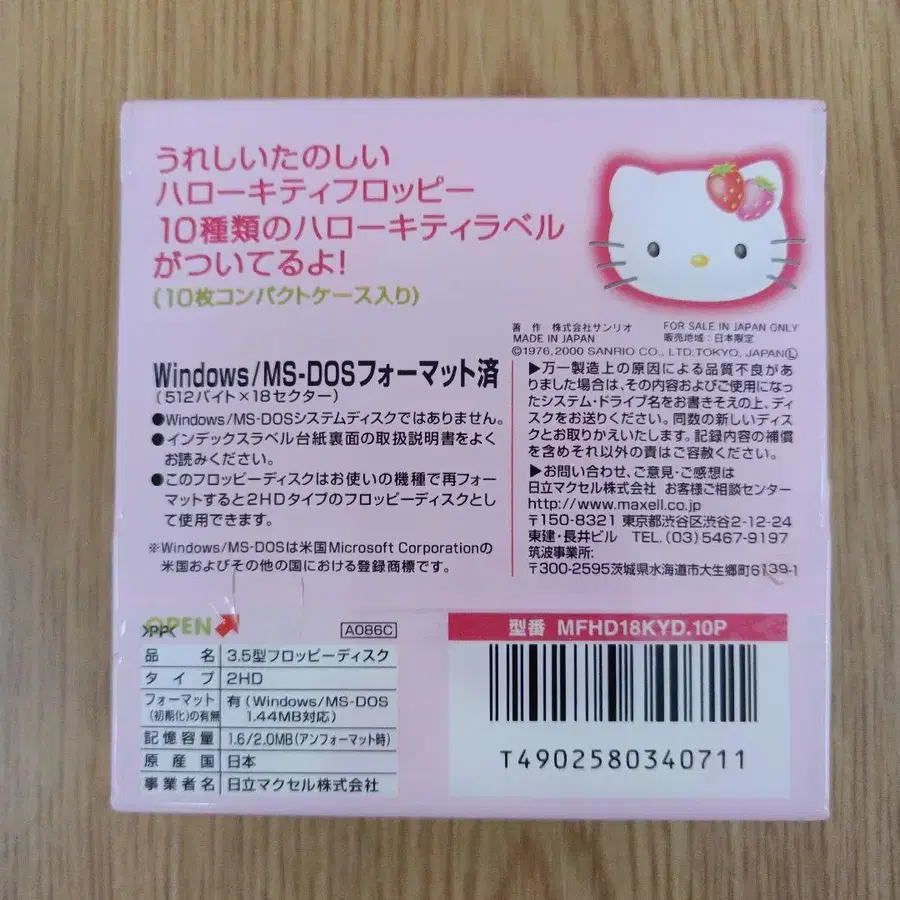 うれしいたのしい
ハローキティフロッピー
10種類のハローキティラベル
がついてるよ!
(10枚コンパクトケース入り)
著作 株式会社サンリオ
MADE IN JAPAN
FOR SALE IN JAPAN ONLY
販売地域:日本限定
©1976,2000 SANRIO CO., LTD.TOKYO, JAPANⓁ
Windows/MS-DOSフォーマット済
(512バイト×18セクター)
●Windows/MS-DOSシステムディスクではありません。
●インデックスラベル台紙裏面の取扱説明書をよく
お読みください。
●このフロッピーディスクはお使いの機種で再フォー
マットすると2HDタイプのフロッピーディスクとし
て使用できます。
※Windows/MS-DOSは米国Microsoft Corporationの
米国およびその他の国における登録商標です。
▶万一製造上の原因による品質不良があ
りました場合は、その内容およびご使用になっ
たシステム・ドライブ名をお書きそえの上、ディ
スクをお送りください。同数の新しいディス
クとお取りかえいたします。記録内容の補償
を含めそれ以外の責はご容赦ください。
▶お問い合わせ、ご意見・ご感想は
日立マクセル株式会社 お客様ご相談センター
http://www.maxell.co.jp
〒150-8321 東京都渋谷区渋谷2-12-24
東建・長井ビル TEL.(03)5467-9197
筑波事業所:
〒300-2595茨城県水海道市大生郷町6139-1
OPEN
PP
A086C
品名 3.5型フロッピーディスク
タイプ 2HD
フォーマット(初期化)の有無 有(Windows/MS-DOS
1.44MB対応)
記憶容量 1.6/2.0MB(アンフォーマット時)
原産国 日本
事業者名 日立マクセル株式会社
型番 MFHD18KYD.10P
T4902580340711